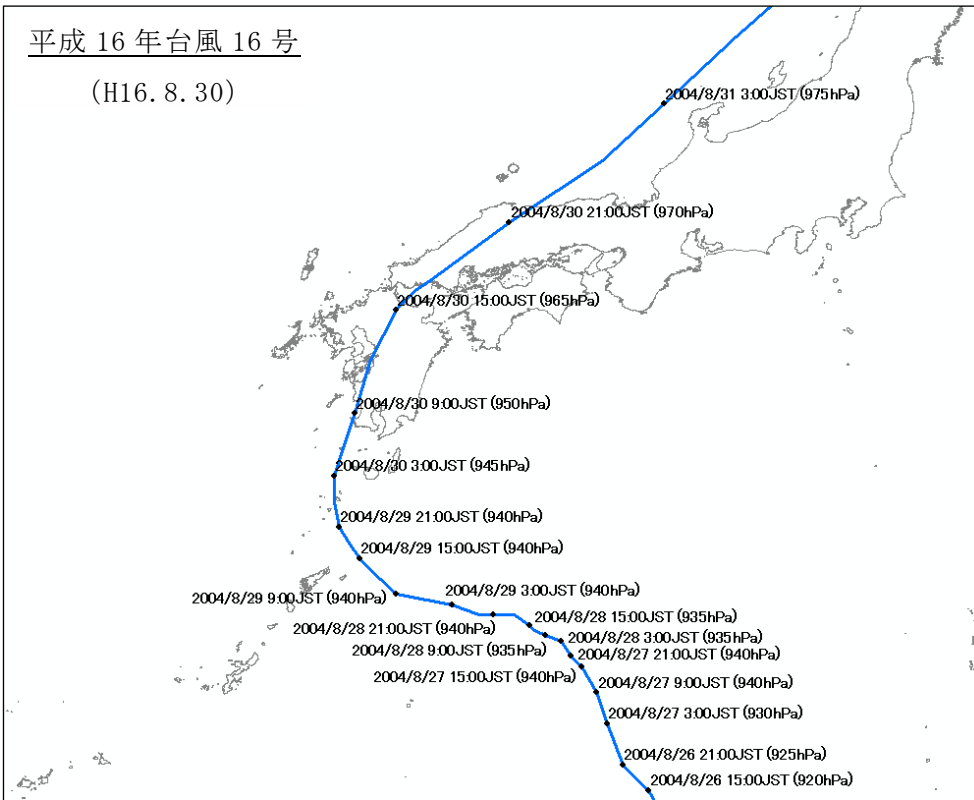 平成 16 年台風 16 号
(H16.8.30)
2004/8/31 3:00JST (975hPa)
2004/8/30 21:00JST (970hPa)
2004/8/30 15:00JST (965hPa)
2004/8/30 9:00JST (950hPa)
2004/8/30 3:00JST (945hPa)
2004/8/29 21:00JST (940hPa)
2004/8/29 15:00JST (940hPa)
2004/8/29 3:00JST (940hPa)
2004/8/29 9:00JST (940hPa)
2004/8/28 15:00JST (935hPa)
2004/8/28 21:00JST (940hPa)
2004/8/28 3:00JST (935hPa)
2004/8/28 9:00JST (935hPa)
2004/8/27 21:00JST (940hPa)
2004/8/27 15:00JST (940hPa)
2004/8/27 9:00JST (940hPa)
2004/8/27 3:00JST (930hPa)
2004/8/26 21:00JST (925hPa)
2004/8/26 15:00JST (920hPa)